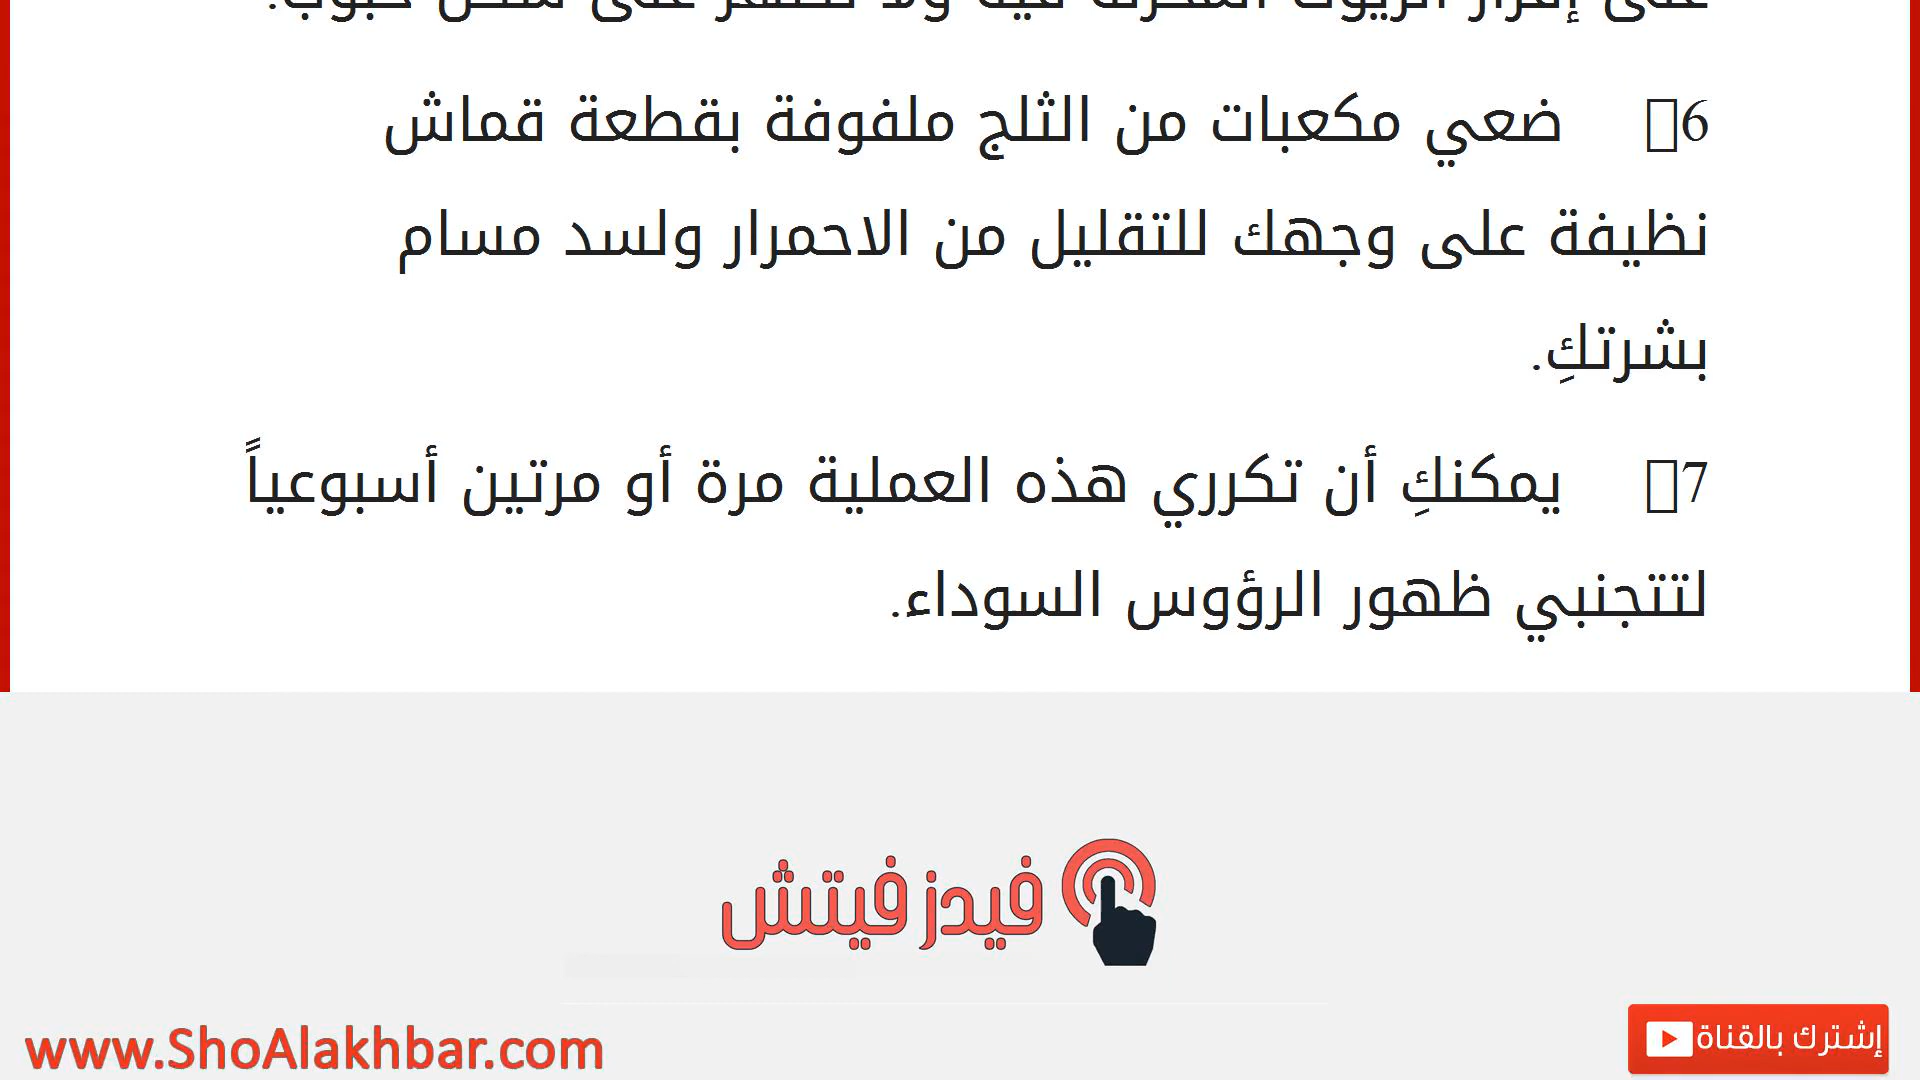 6 ضعي مكعبات من الثلج ملفوفة بقطعة قماش
نظيفة على وجهك للتقليل من الاحمرار ولسد مسام
بشرتكِ.
7 يمكنكِ أن تكرري هذه العملية مرة أو مرتين أسبوعياً
لتتجنبي ظهور الرؤوس السوداء.
فيدز فيتش
www.ShoAlakhbar.com
إشترك بالقناة